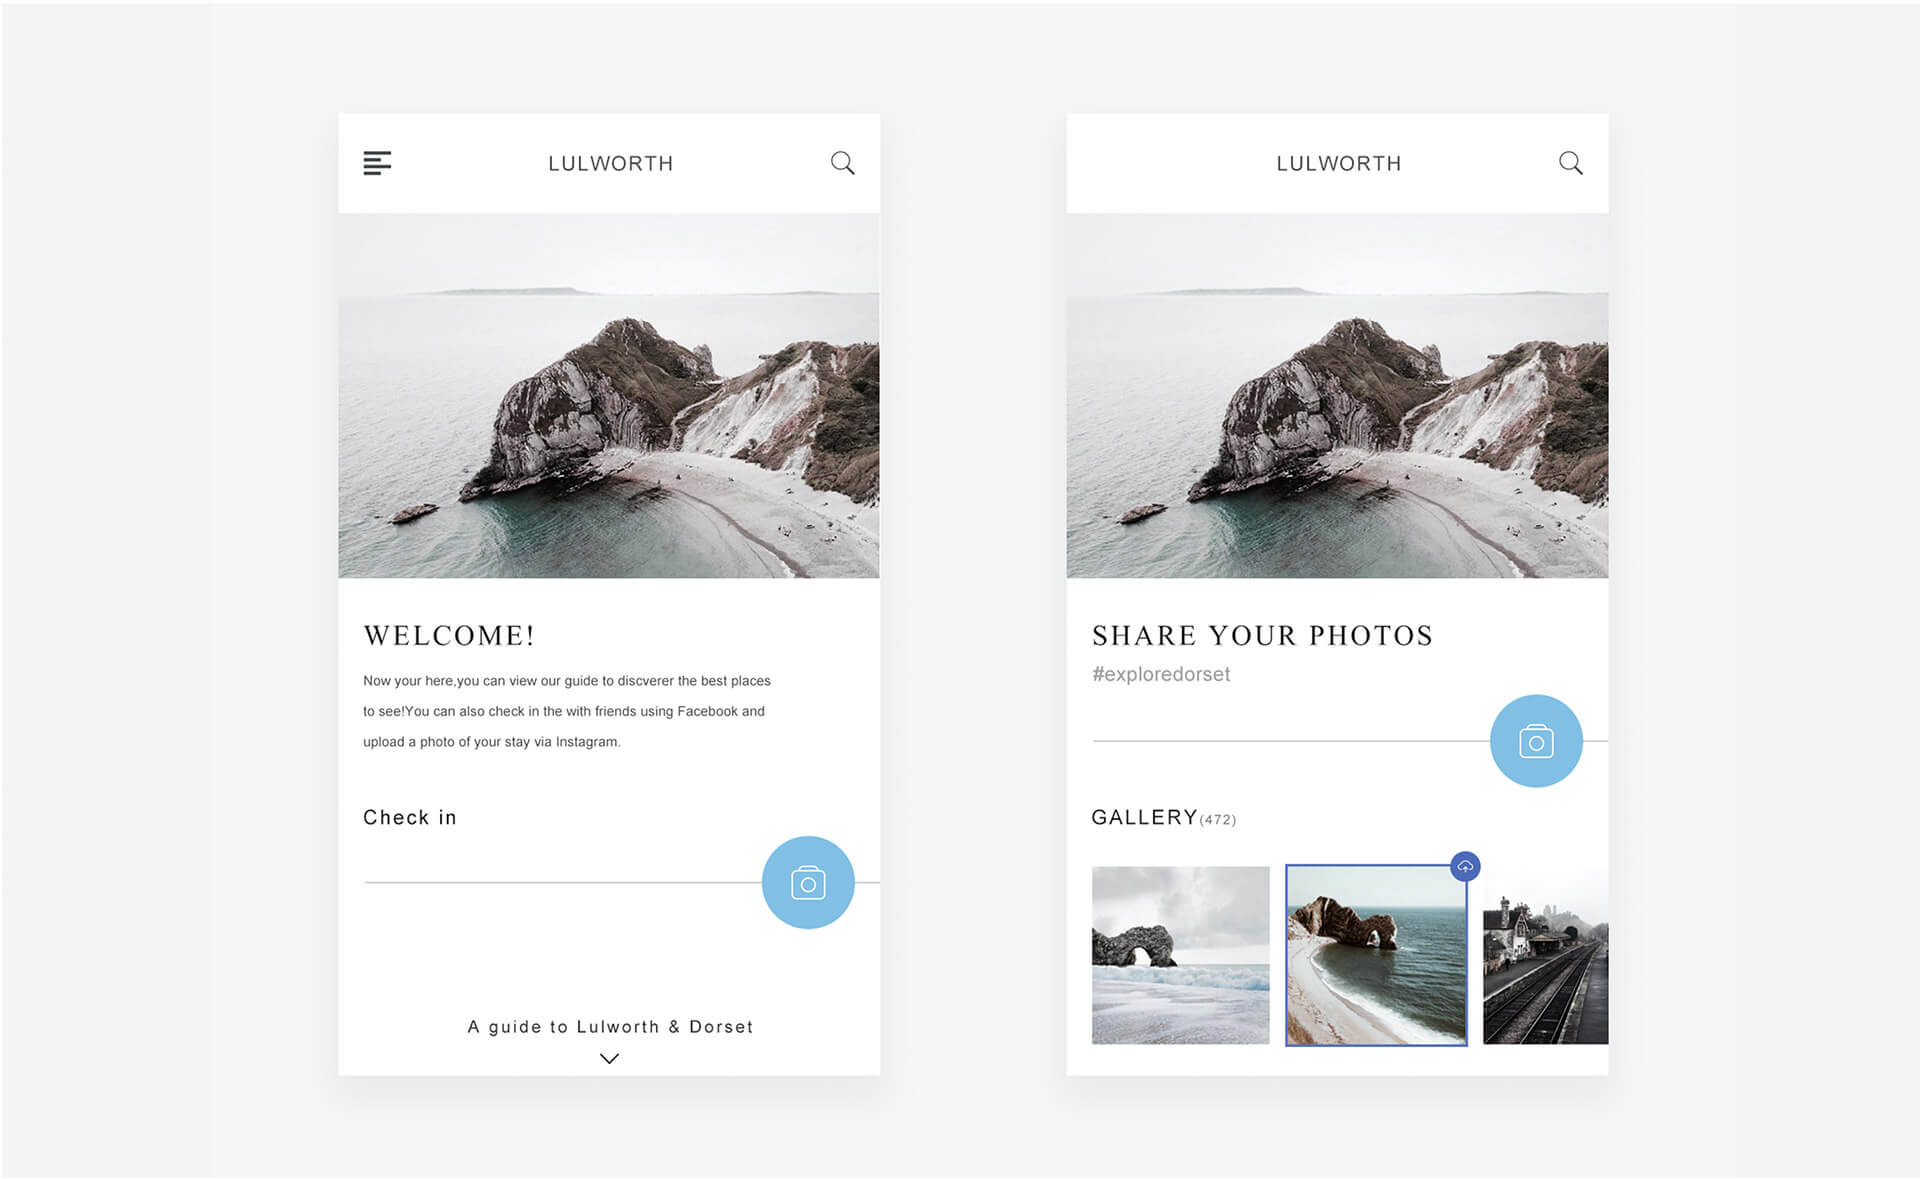 LULWORTH
WELCOME!
Now your here,you can view our guide to discverer the best places
to see!You can also check in the with friends using Facebook and
upload a photo of your stay via Instagram.
Check in
A guide to Lulworth & Dorset
LULWORTH
SHARE YOUR PHOTOS
#exploredorset
GALLERY(472)